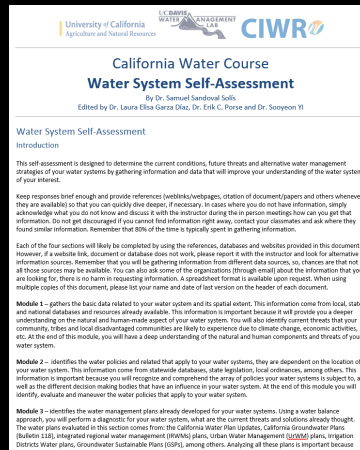 University of California
Agriculture and Natural Resources
UC DAVIS
WATER MANAGEMENT
LAB
CIWR
California Water Course
Water System Self-Assessment
By Dr. Samuel Sandoval Solís
Edited by Dr. Laura Elisa Garza Díaz, Dr. Erik C. Porse and Dr. Sooyeon Yi
Water System Self-Assessment
Introduction
This self-assessment is designed to determine the current conditions, future threats and alternative water management
strategies of your water systems by gathering information and data that will improve your understanding of the water system
of your interest.
Keep responses brief enough and provide references (weblinks/webpages, citation of document/papers and others whenever
they are available) so that you can quickly dive deeper, if necessary. In cases where you do not have information, simply
acknowledge what you do not know and discuss it with the instructor during the in person meetings how can you get that
information. Do not get discouraged if you cannot find information right away, contact your classmates and ask where they
found similar information. Remember that 80% of the time is typically spent in gathering information.
Each of the four sections will likely be completed by using the references, databases and websites provided in this document.
However, if a website link, document or database does not work, please report it with the instructor and look for alternative
information sources. Remember that you will be gathering information from different data sources, so, chances are that not
all those sources may be available. You can also ask some of the organizations (through email) about the information that you
are looking for, there is no harm in requesting information. A spreadsheet format is available upon request. When using
multiple copies of this document, please list your name and date of last version on the header of each document.
Module 1 – gathers the basic data related to your water system and its spatial extent. This information come from local, state
and national databases and resources already available. This information is important because it will provide you a deeper
understanding on the natural and human-made aspect of your water system. You will also identify current threats that your
community, tribes and local disadvantaged communities are likely to experience due to climate change, economic activities,
etc. At the end of this module, you will have a deep understanding of the natural and human components and threats of your
water system.
Module 2 – identifies the water policies and related that apply to your water systems, they are dependent on the location of
your water system. This information come from statewide databases, state legislation, local ordinances, among others. This
information is important because you will recognize and comprehend the array of policies your water systems is subject to, as
well as the different decision making bodies that have an influence in your water system. At the end of this module you will
identify, evaluate and maneuver the water policies that apply to your water system.
Module 3 – identifies the water management plans already developed for your water systems. Using a water balance
approach, you will perform a diagnostic for your water system, what are the current threats and solutions already thought.
The water plans evaluated in this section comes from: the California Water Plan Updates, California Groundwater Plans
(Bulletin 118), integrated regional water management (IRWMs) plans, Urban Water Management (UrWM) plans, Irrigation
Districts Water plans, Groundwater Sustainable Plans (GSPs), among others. Analyzing all these plans is important because